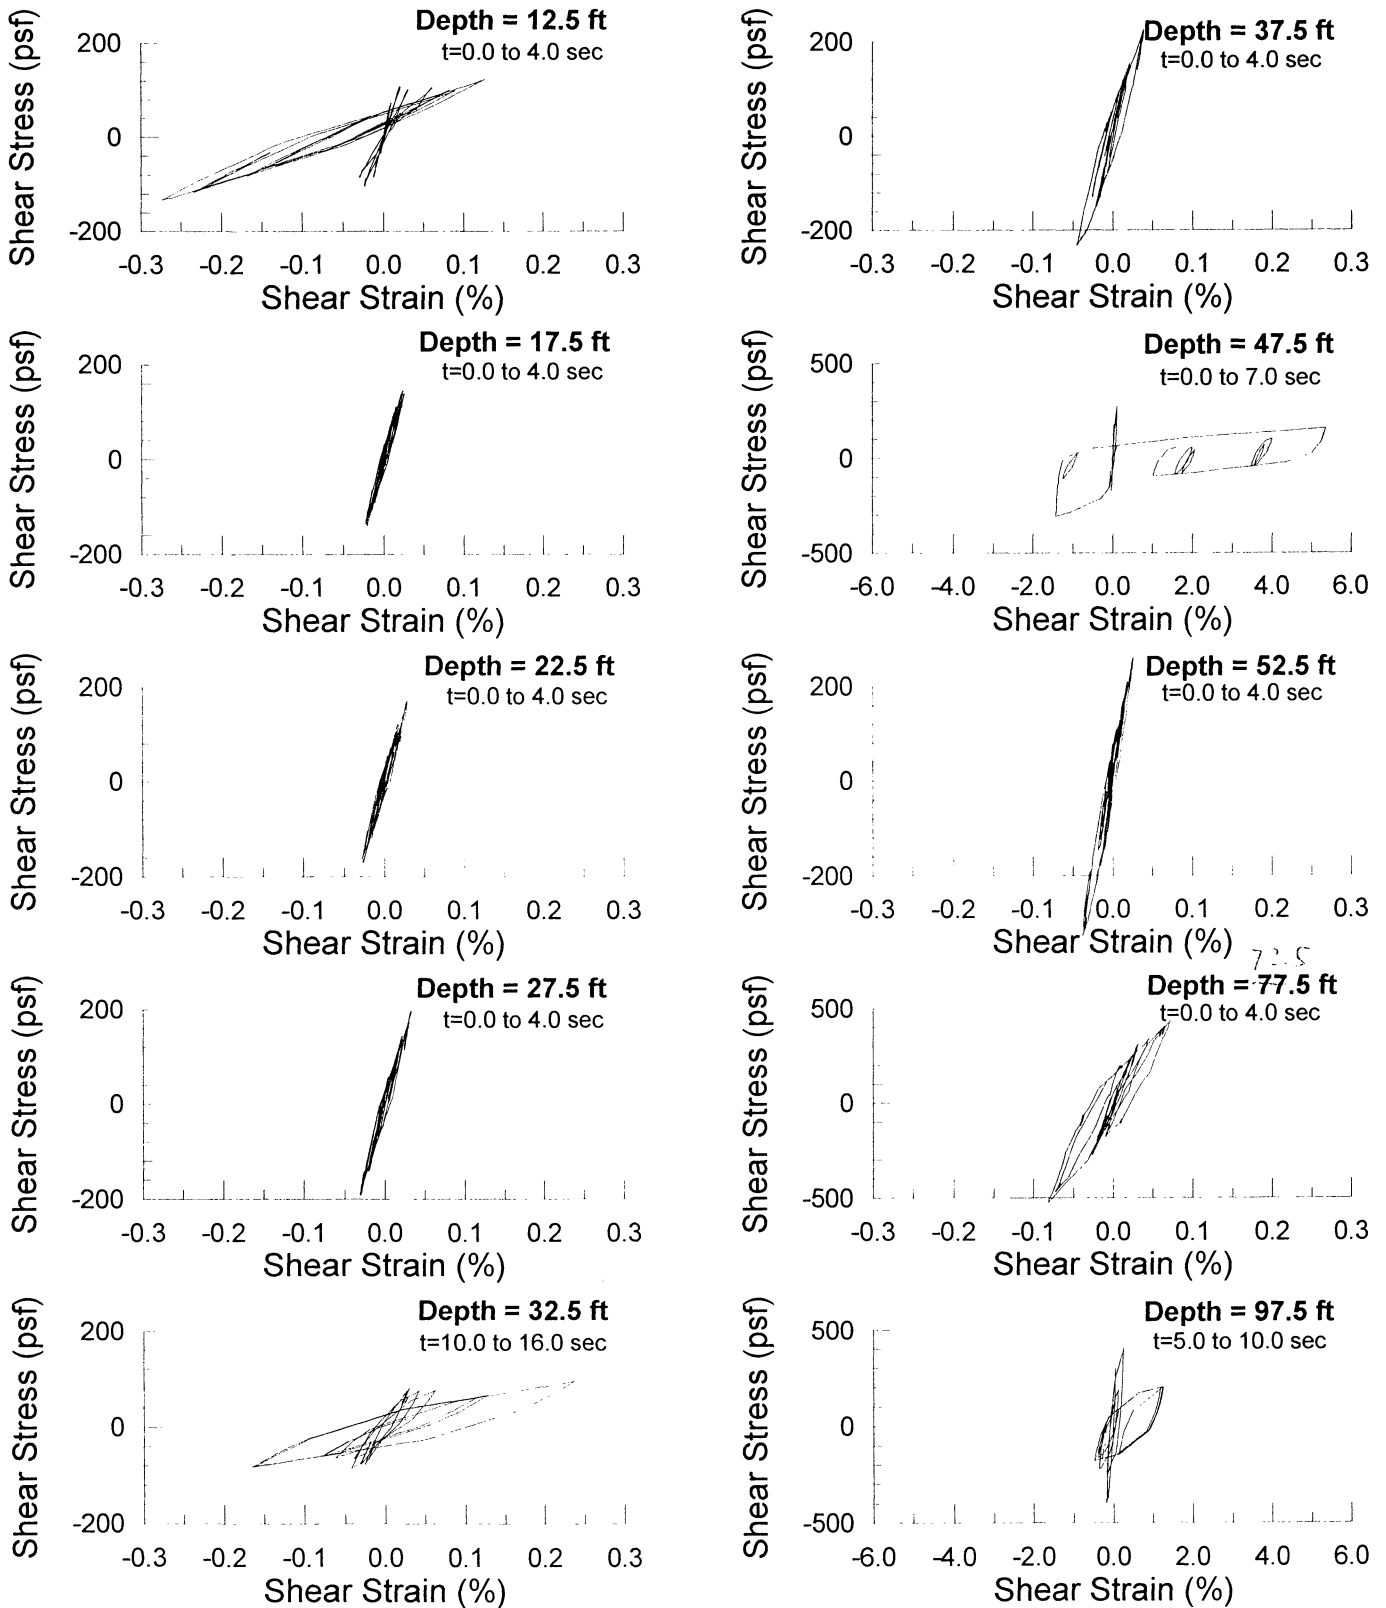 Depth = 12.5 ft
t=0.0 to 4.0 sec
Shear Stress (psf)
200
0
-200
-0.3 -0.2 -0.1 0.0 0.1 0.2 0.3
Shear Strain (%)
Depth = 37.5 ft
t=0.0 to 4.0 sec
Shear Stress (psf)
200
0
-200
-0.3 -0.2 -0.1 0.0 0.1 0.2 0.3
Shear Strain (%)
Depth = 17.5 ft
t=0.0 to 4.0 sec
Shear Stress (psf)
200
0
-200
-0.3 -0.2 -0.1 0.0 0.1 0.2 0.3
Shear Strain (%)
Depth = 47.5 ft
t=0.0 to 7.0 sec
Shear Stress (psf)
500
0
-500
-6.0 -4.0 -2.0 0.0 2.0 4.0 6.0
Shear Strain (%)
Depth = 22.5 ft
t=0.0 to 4.0 sec
Shear Stress (psf)
200
0
-200
-0.3 -0.2 -0.1 0.0 0.1 0.2 0.3
Shear Strain (%)
Depth = 52.5 ft
t=0.0 to 4.0 sec
Shear Stress (psf)
200
0
-200
-0.3 -0.2 -0.1 0.0 0.1 0.2 0.3
Shear Strain (%)
Depth = 27.5 ft
t=0.0 to 4.0 sec
Shear Stress (psf)
200
0
-200
-0.3 -0.2 -0.1 0.0 0.1 0.2 0.3
Shear Strain (%)
72.5
Depth = 77.5 ft
t=0.0 to 4.0 sec
Shear Stress (psf)
500
0
-500
-0.3 -0.2 -0.1 0.0 0.1 0.2 0.3
Shear Strain (%)
Depth = 32.5 ft
t=10.0 to 16.0 sec
Shear Stress (psf)
200
0
-200
-0.3 -0.2 -0.1 0.0 0.1 0.2 0.3
Shear Strain (%)
Depth = 97.5 ft
t=5.0 to 10.0 sec
Shear Stress (psf)
500
0
-500
-6.0 -4.0 -2.0 0.0 2.0 4.0 6.0
Shear Strain (%)